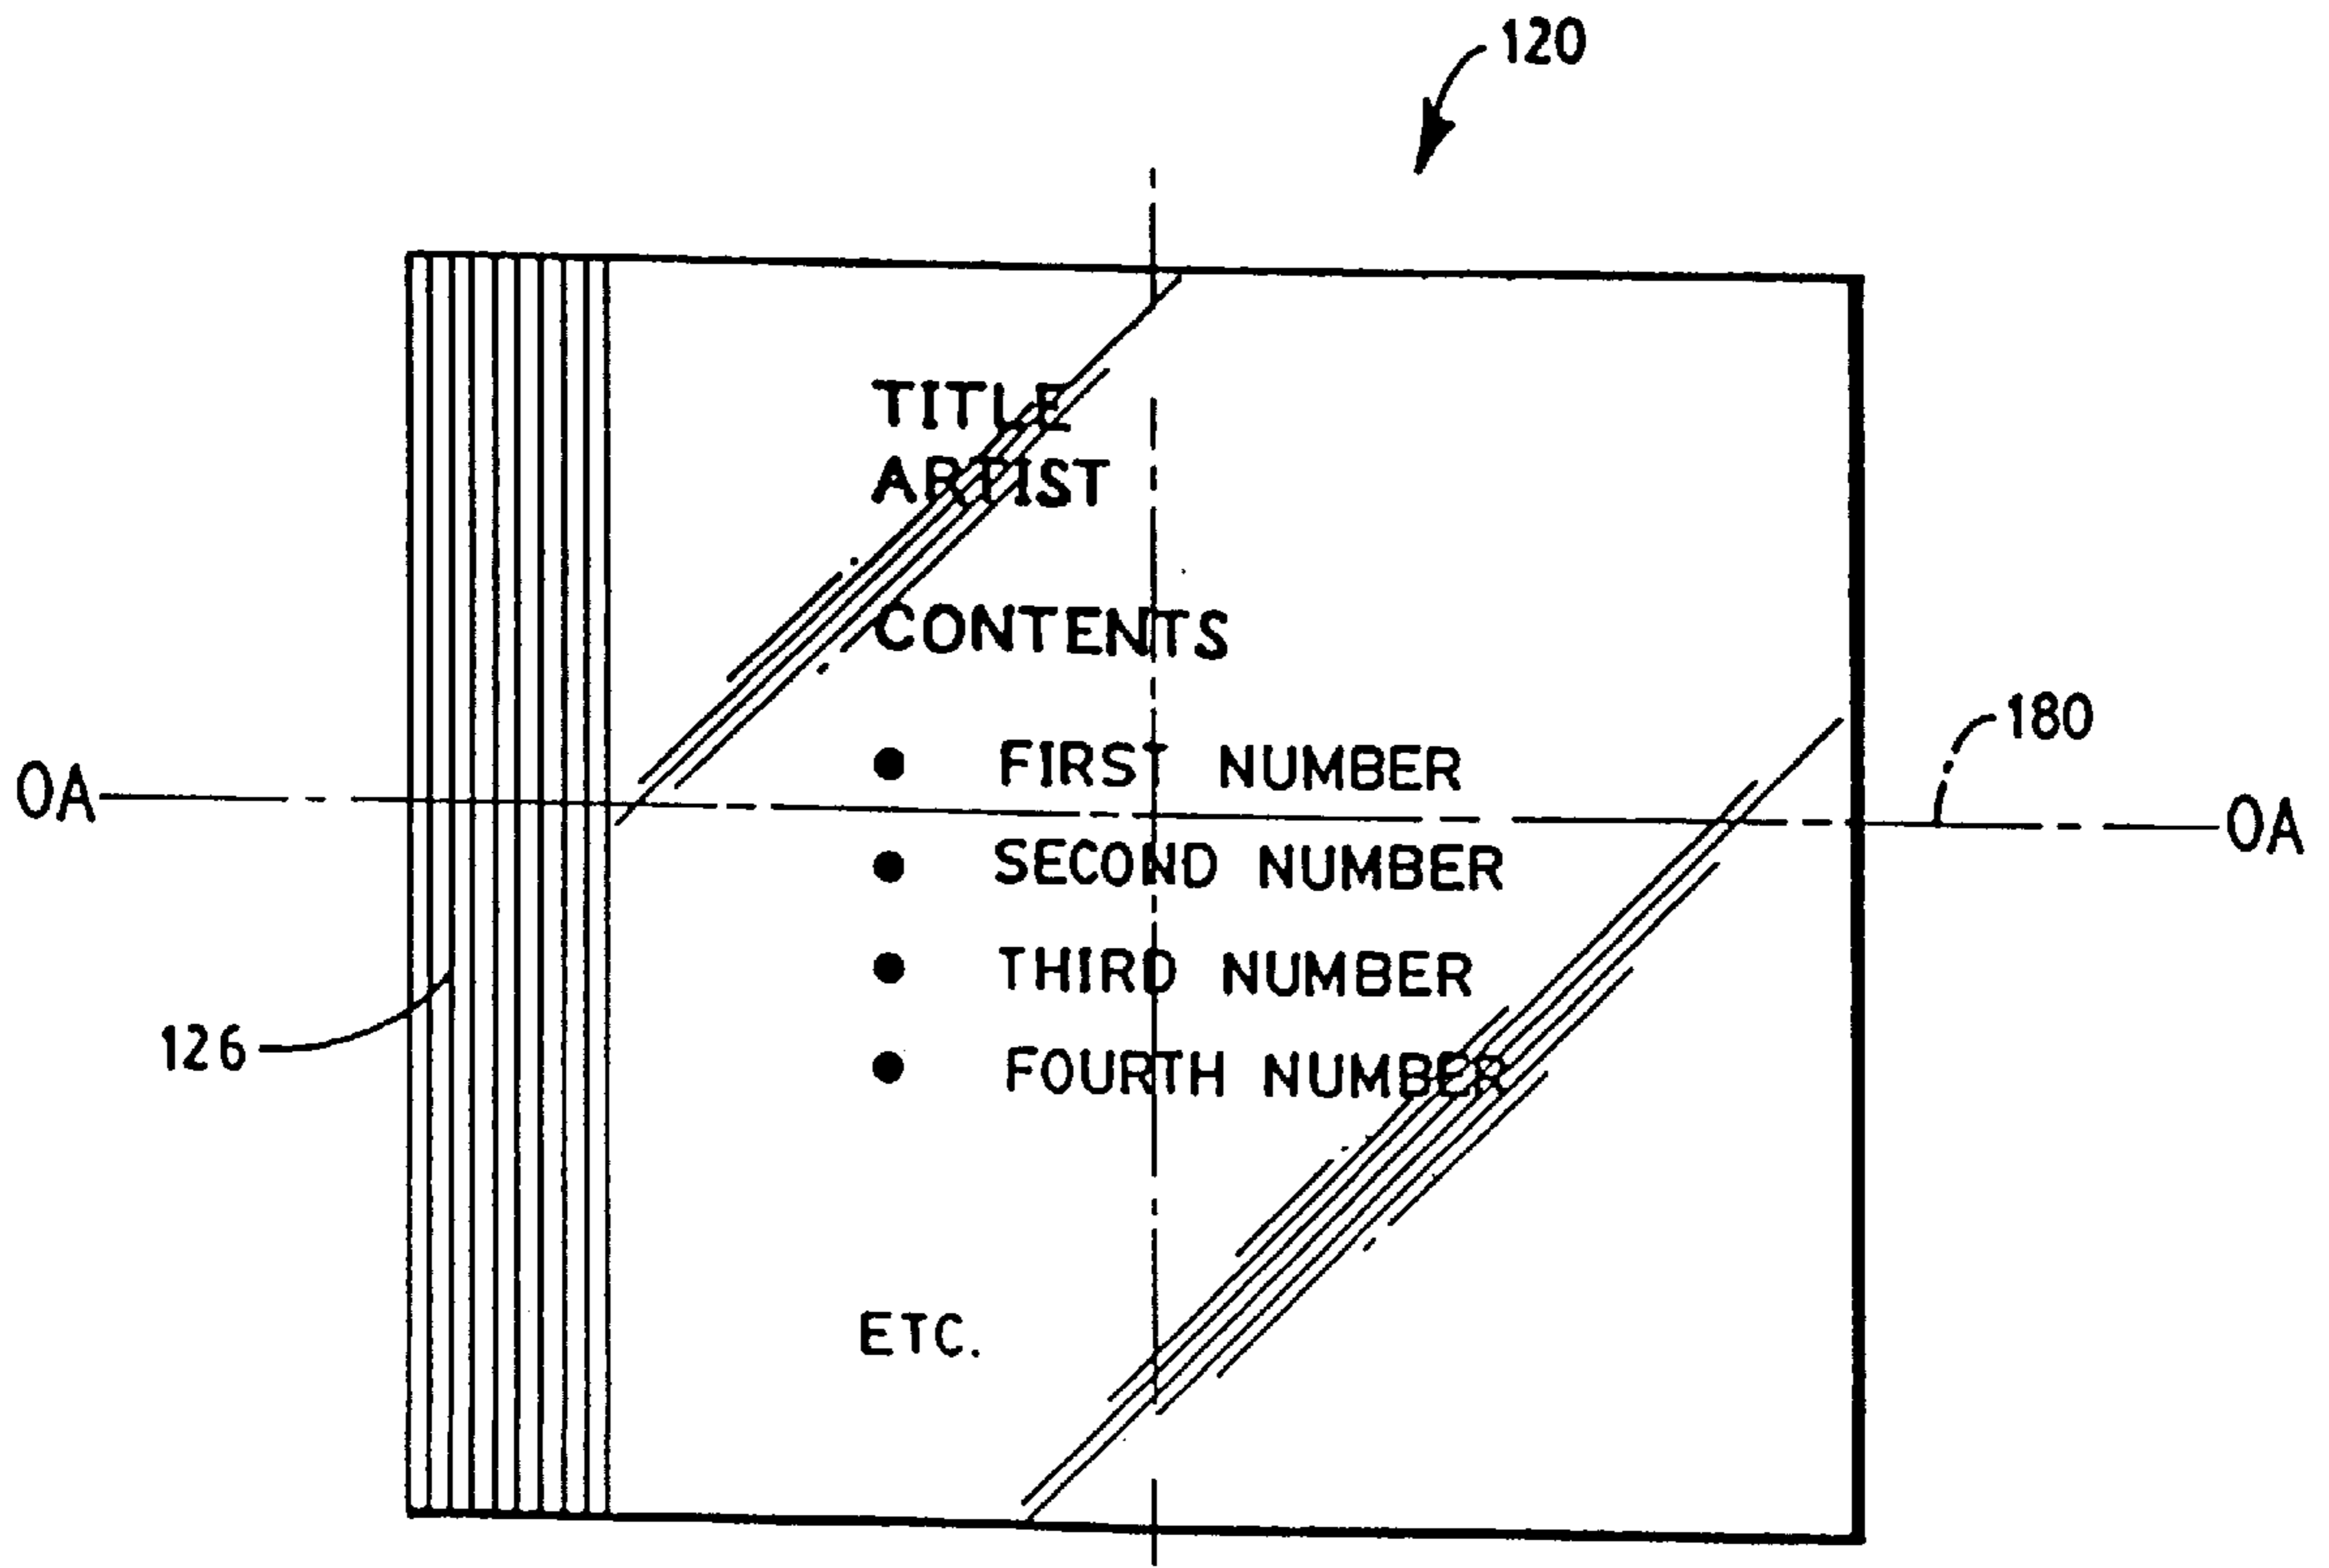 120
TITLE
ARTIST
CONTENTS
● FIRST NUMBER
180
OA OA
● SECOND NUMBER
● THIRD NUMBER
126
● FOURTH NUMBER
ETC.